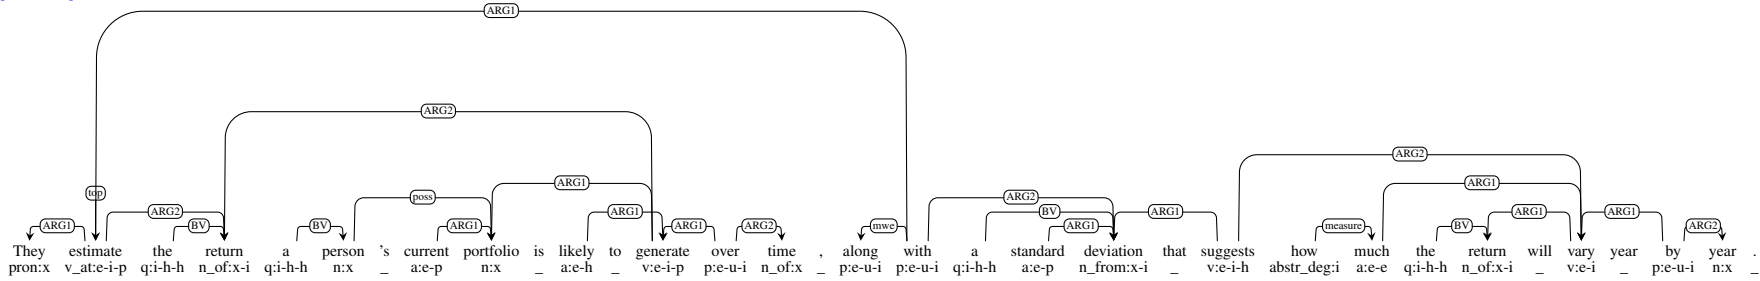 ARG1
ARG2
ARG2
top ARG1 ARG1
poss
ARG2 ARG1 ARG2 BV ARG1
ARG1 BV BV ARG1 ARG1 ARG2 mwe ARG1 measure BV ARG1 ARG1 ARG2
They estimate the return a person 's current portfolio is likely to generate over time , along with a standard deviation that suggests how much the return will vary year by year .
pron:x v_at:e-i-p q:i-h-h n_of:x-i q:i-h-h n:x _ a:e-p n:x _ a:e-h _ v:e-i-p p:e-u-i n_of:x _ p:e-u-i p:e-u-i q:i-h-h a:e-p n_from:x-i _ v:e-i-h abstr_deg:i a:e-e q:i-h-h n_of:x-i _ v:e-i _ p:e-u-i n:x _